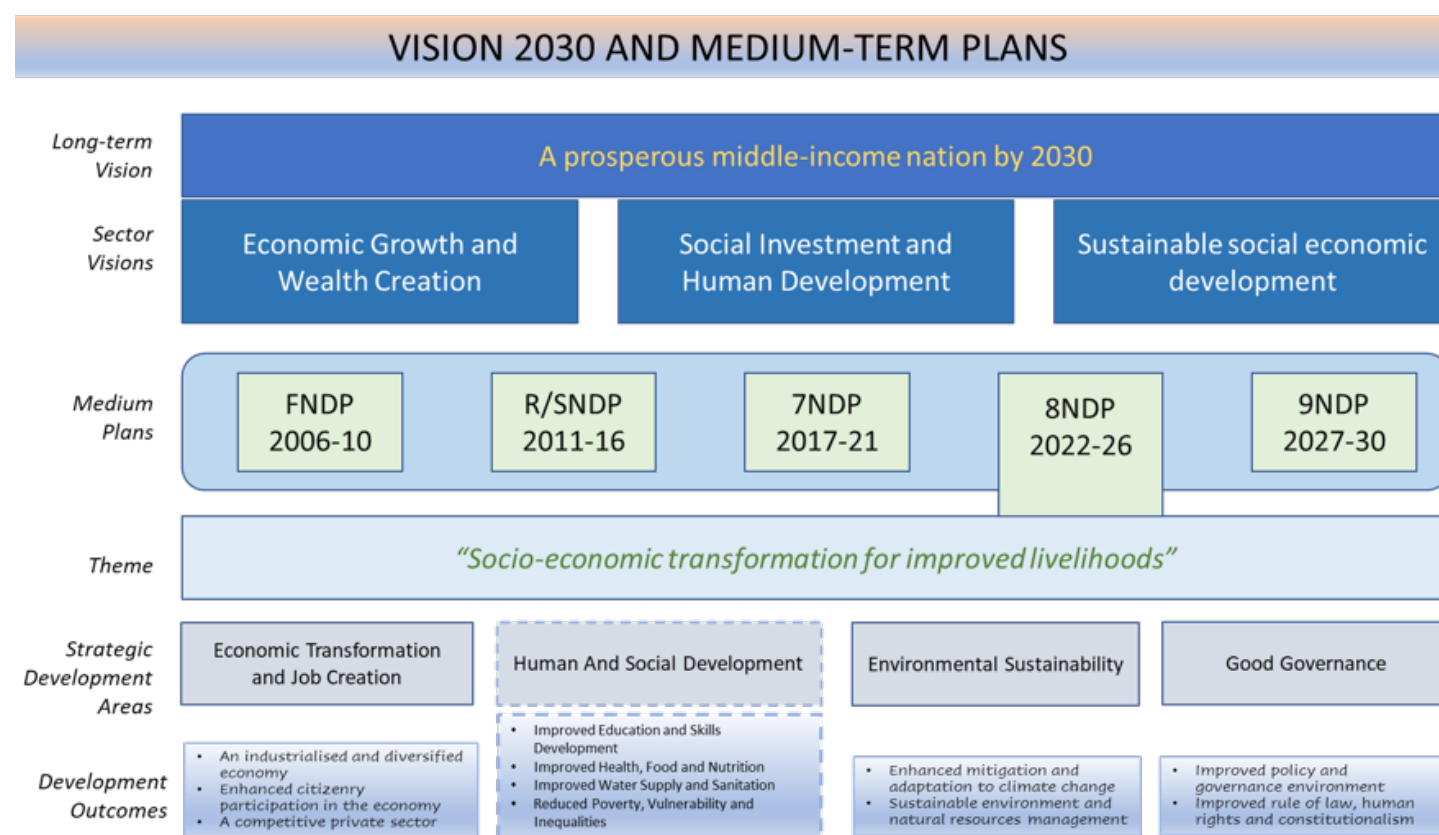 VISION 2030 AND MEDIUM-TERM PLANS
Long-term
Vision
A prosperous middle-income nation by 2030
Sector
Visions
Economic Growth and
Wealth Creation
Social Investment and
Human Development
Sustainable social economic
development
Medium
Plans
FNDP
2006-10
R/SNDP
2011-16
7NDP
2017-21
8NDP
2022-26
9NDP
2027-30
Theme
“Socio-economic transformation for improved livelihoods”
Strategic
Development
Areas
Economic Transformation
and Job Creation
Human And Social Development
Environmental Sustainability
Good Governance
Development
Outcomes
• An industrialised and diversified
economy
• Enhanced citizenry
participation in the economy
• A competitive private sector
• Improved Education and Skills
Development
• Improved Health, Food and Nutrition
• Improved Water Supply and Sanitation
• Reduced Poverty, Vulnerability and
Inequalities
• Enhanced mitigation and
adaptation to climate change
• Sustainable environment and
natural resources management
• Improved policy and
governance environment
• Improved rule of law, human
rights and constitutionalism